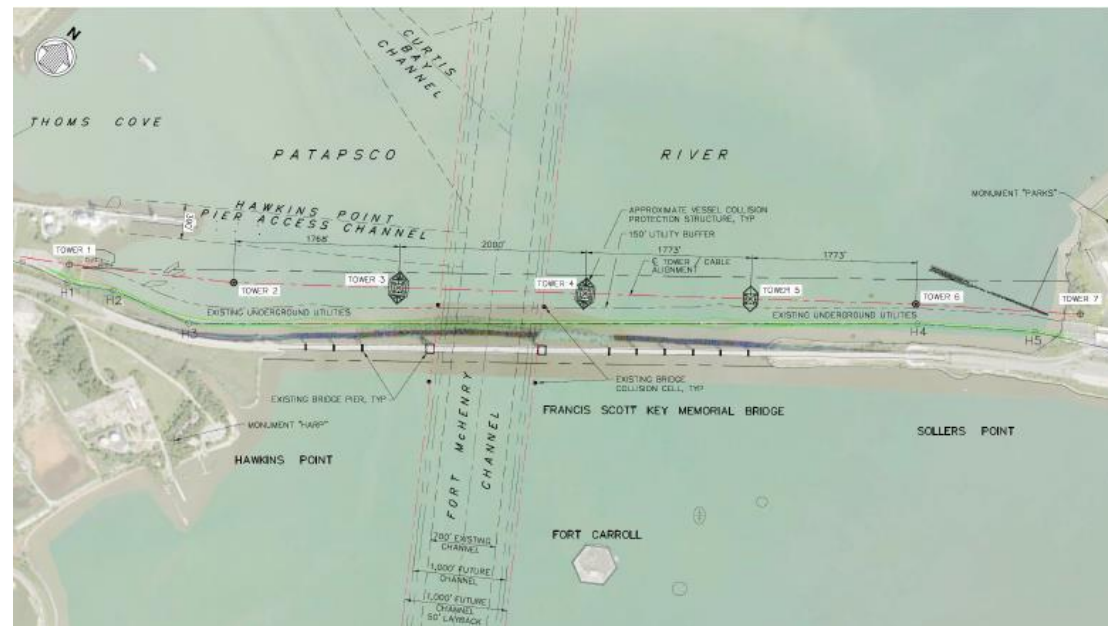 N
CURTIS
BAY
CHANNEL
THOMS COVE
PATAPSCO
RIVER
MONUMENT "PARKS"
HAWKINS POINT
PIER ACCESS CHANNEL
390'
APPROXIMATE VESSEL COLLISION
PROTECTION STRUCTURE, TYP
150' UTILITY BUFFER
1768'
2000'
1773'
1773'
℄ TOWER / CABLE
ALIGNMENT
TOWER 1
TOWER 2
TOWER 3
TOWER 4
TOWER 5
TOWER 6
TOWER 7
H1
H2
H3
EXISTING UNDERGROUND UTILITIES
EXISTING UNDERGROUND UTILITIES
H4
H5
EXISTING BRIDGE PIER, TYP
EXISTING BRIDGE
COLLISION CELL, TYP
FRANCIS SCOTT KEY MEMORIAL BRIDGE
MONUMENT "HARP"
HAWKINS POINT
SOLLERS POINT
FORT McHENRY
CHANNEL
FORT CARROLL
700' EXISTING
CHANNEL
1,000' FUTURE
CHANNEL
1,000' FUTURE
CHANNEL
50' LAYBACK